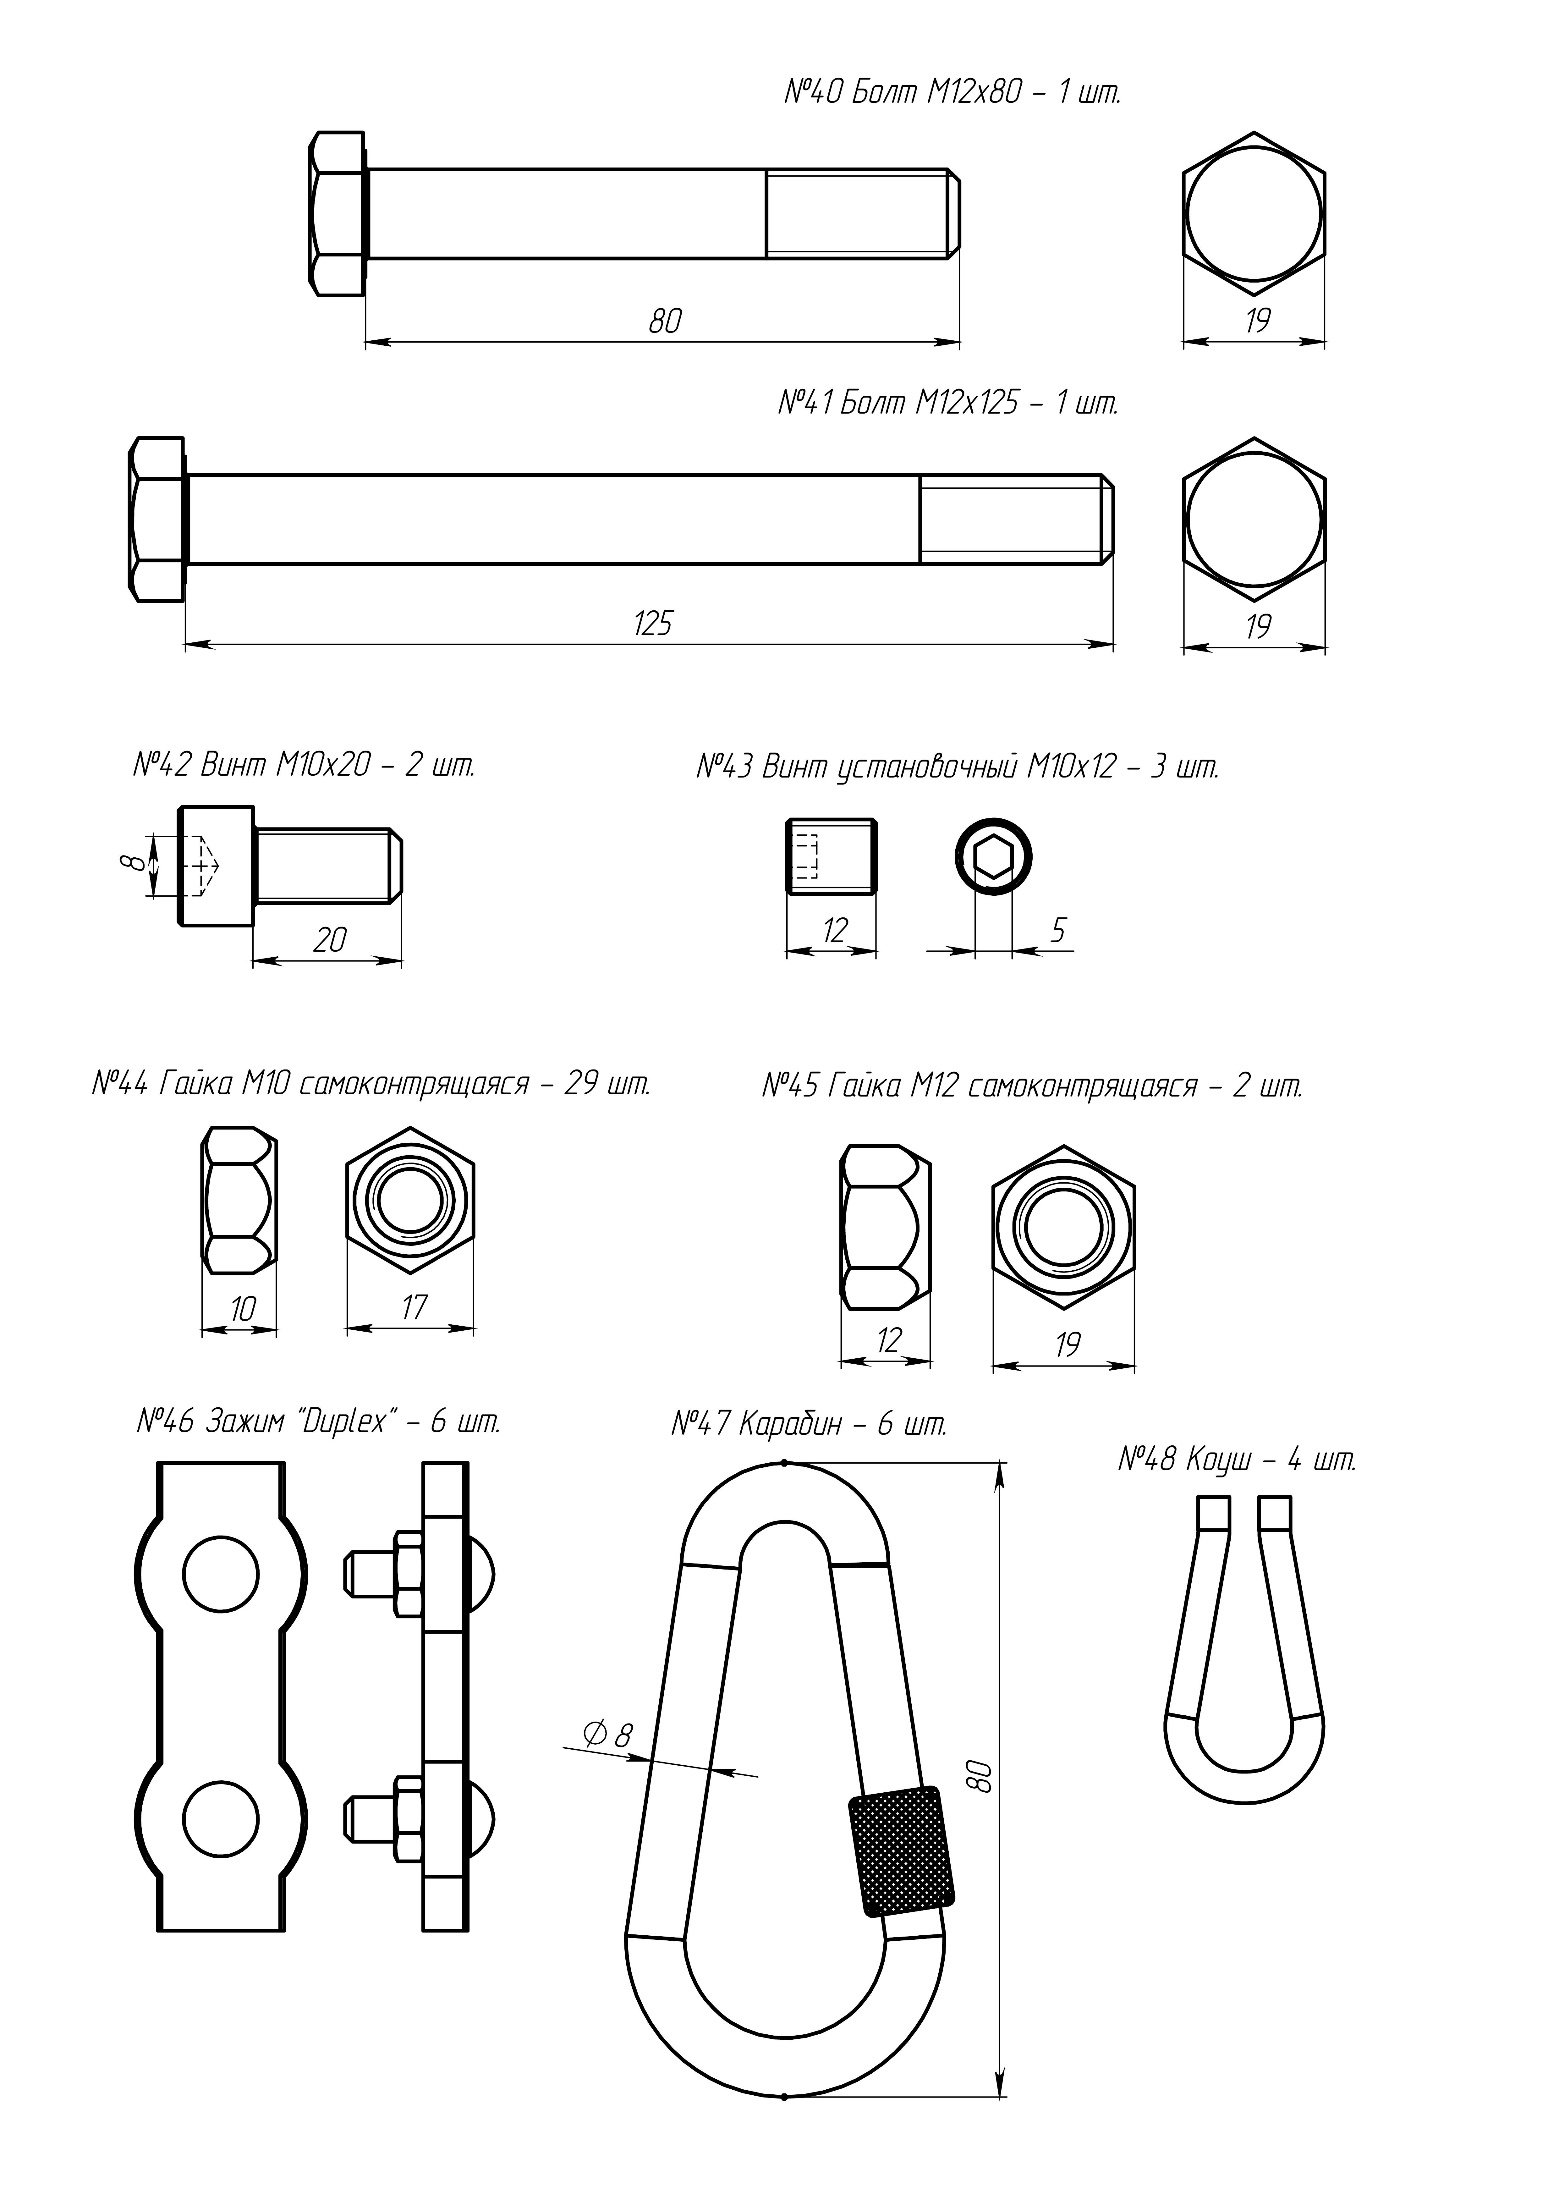 №40 Болт М12х80 – 1 шт.
80
19
№41 Болт М12х125 – 1 шт.
125
19
№42 Винт М10х20 – 2 шт.
№43 Винт установочный М10х12 – 3 шт.
8
20
12
5
№44 Гайка М10 самоконтрящаяся – 29 шт.
№45 Гайка М12 самоконтрящаяся – 2 шт.
10
17
12
19
№46 Зажим "Duplex" – 6 шт.
№47 Карабин – 6 шт.
№48 Коуш – 4 шт.
⌀8
80